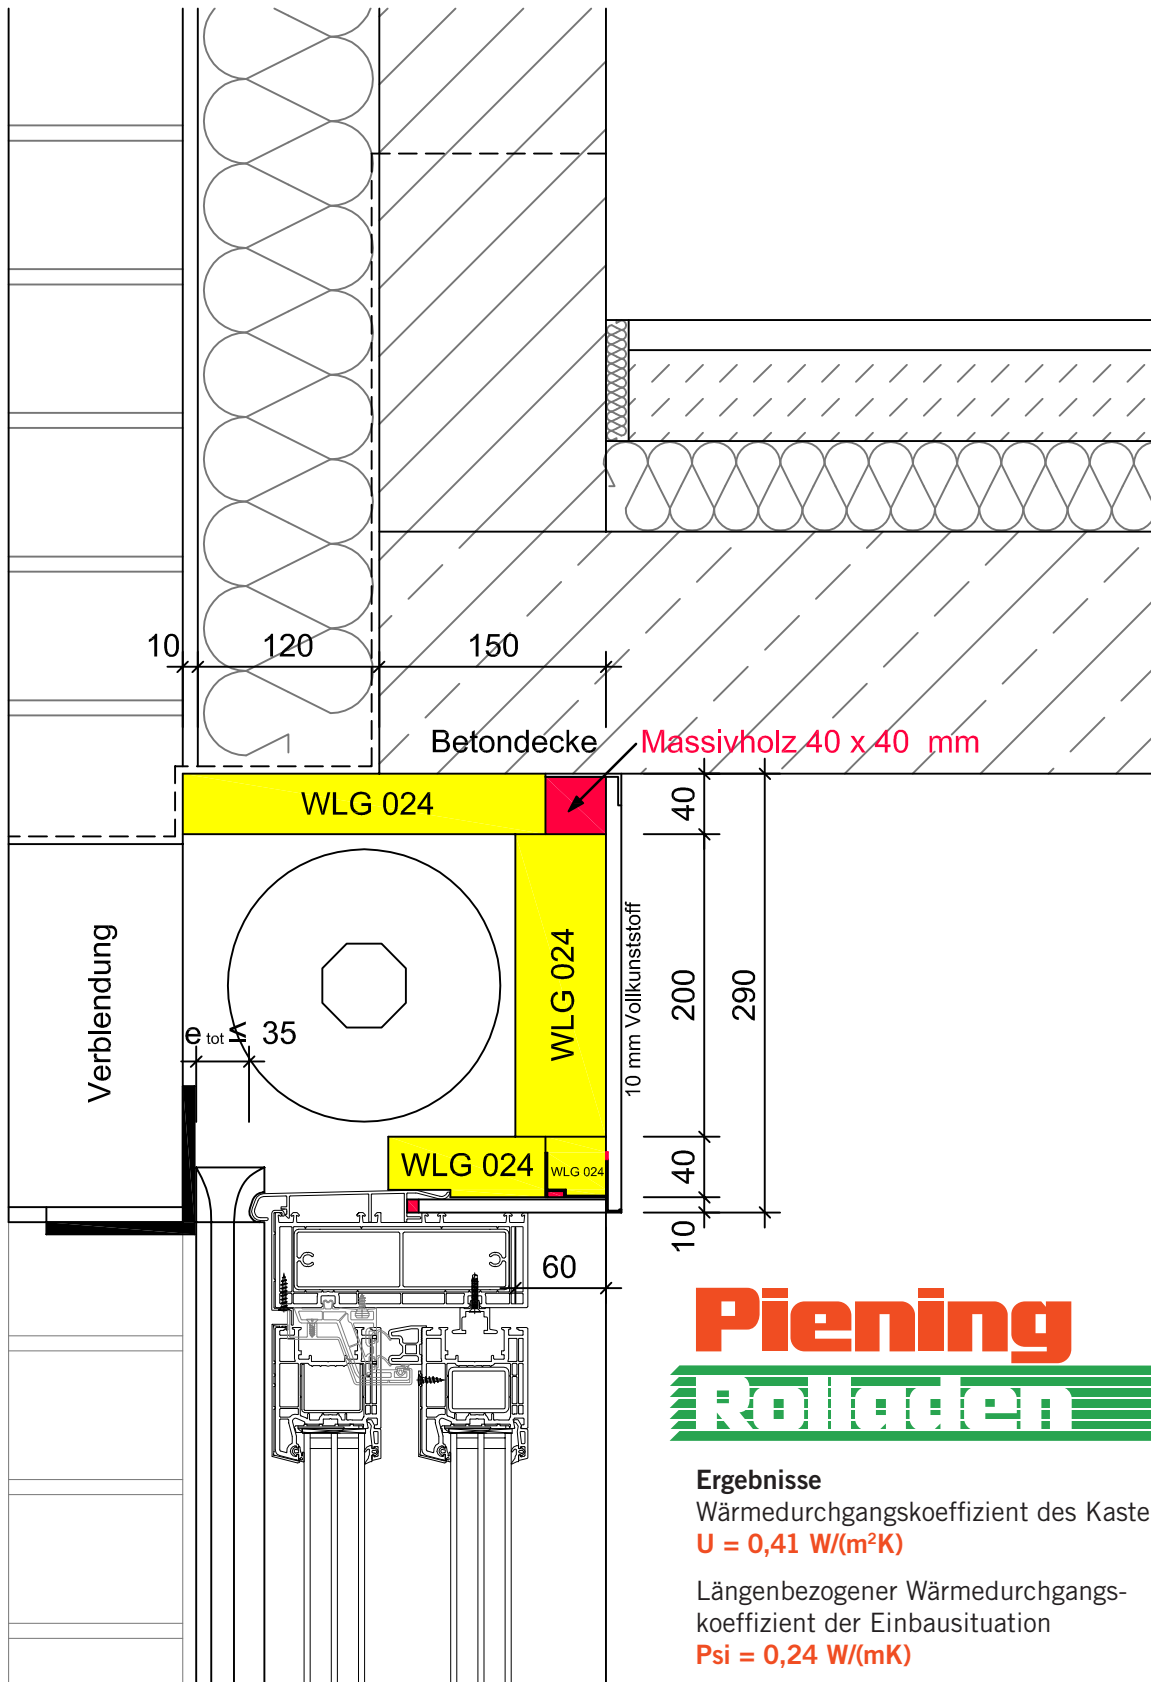 10 120 150
Betondecke
Massivholz 40 x 40 mm
WLG 024
40
Verblendung
WLG 024
10 mm Vollkunststoff
200
290
e tot ≤ 35
WLG 024
WLG 024
40
10
60
Piening
Rolladen
Ergebnisse
Wärmedurchgangskoeffizient des Kaste
U = 0,41 W/(m²K)
Längenbezogener Wärmedurchgangs-
koeffizient der Einbausituation
Psi = 0,24 W/(mK)